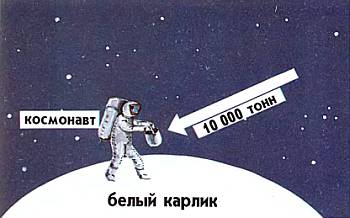 космонавт
10 000 тонн
белый карлик